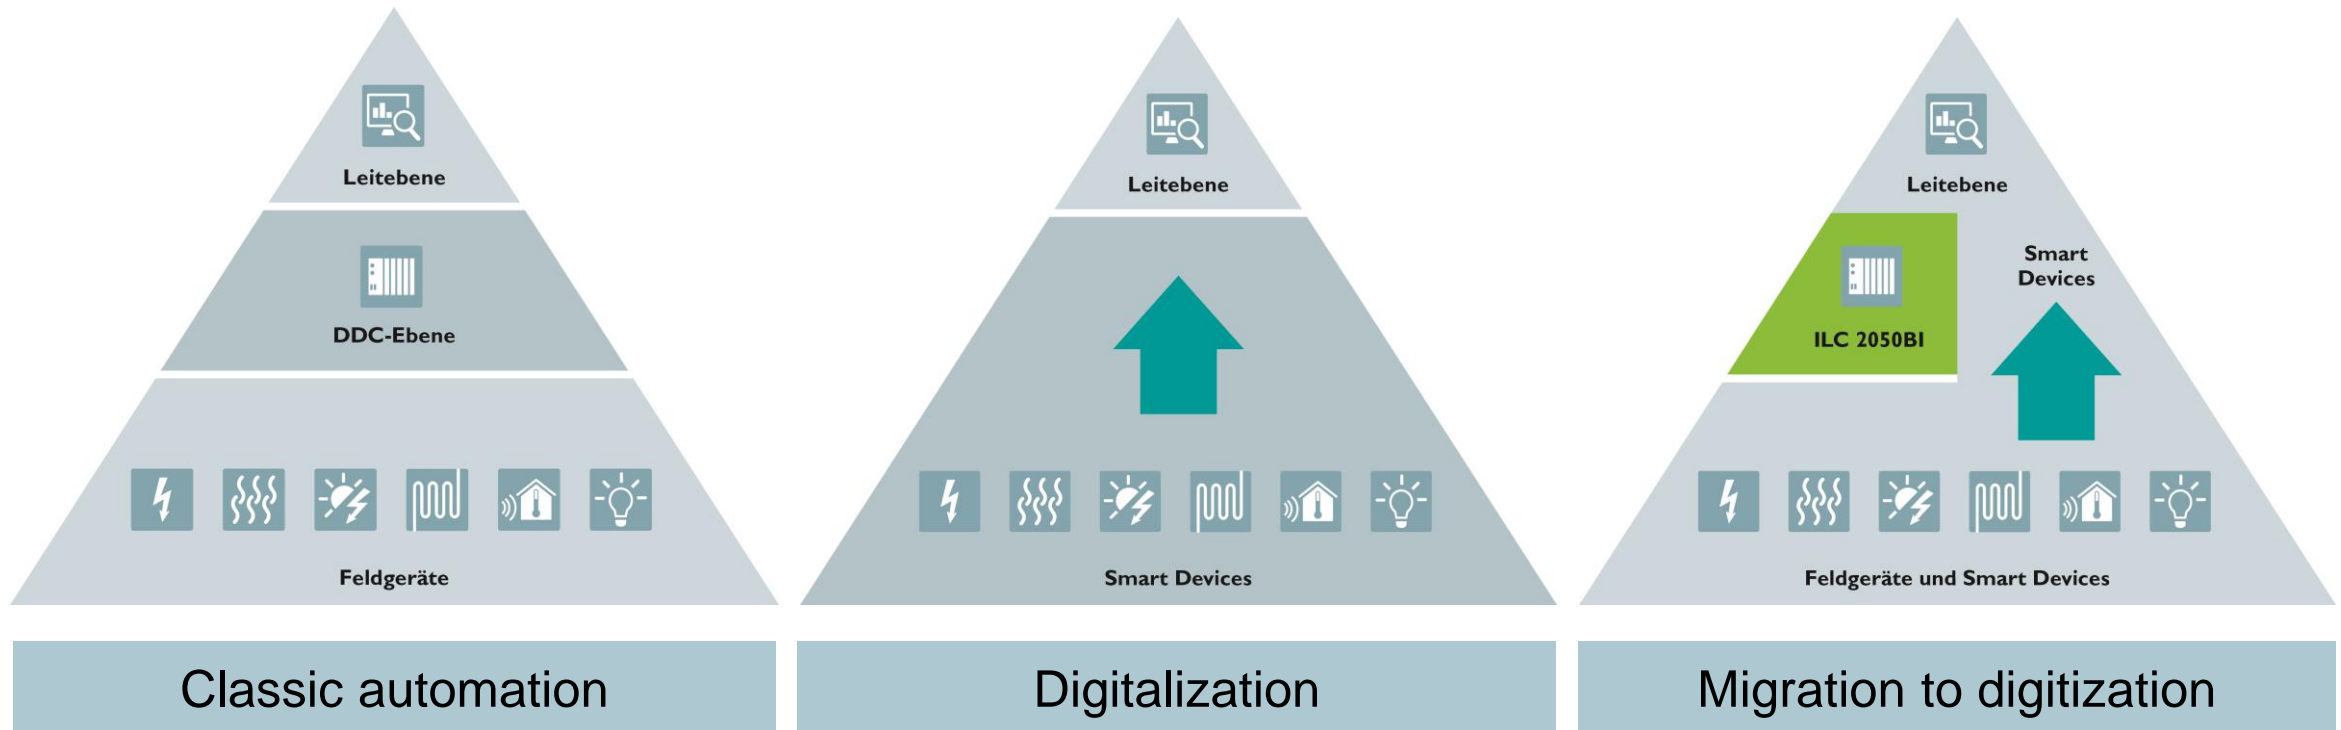 Leitebene
DDC-Ebene
Feldgeräte
Classic automation
Leitebene
Smart Devices
Digitalization
Leitebene
Smart
Devices
ILC 2050BI
Feldgeräte und Smart Devices
Migration to digitization